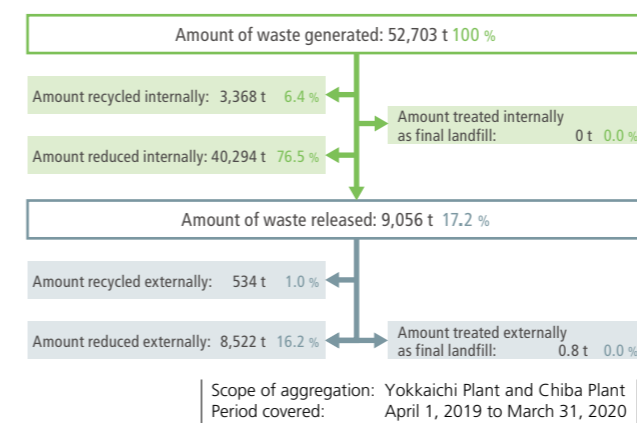 Amount of waste generated: 52,703 t 100 %
Amount recycled internally: 3,368 t 6.4 %
Amount treated internally
as final landfill: 0 t 0.0 %
Amount reduced internally: 40,294 t 76.5 %
Amount of waste released: 9,056 t 17.2 %
Amount recycled externally: 534 t 1.0 %
Amount reduced externally: 8,522 t 16.2 %
Amount treated externally
as final landfill: 0.8 t 0.0 %
Scope of aggregation: Yokkaichi Plant and Chiba Plant
Period covered: April 1, 2019 to March 31, 2020